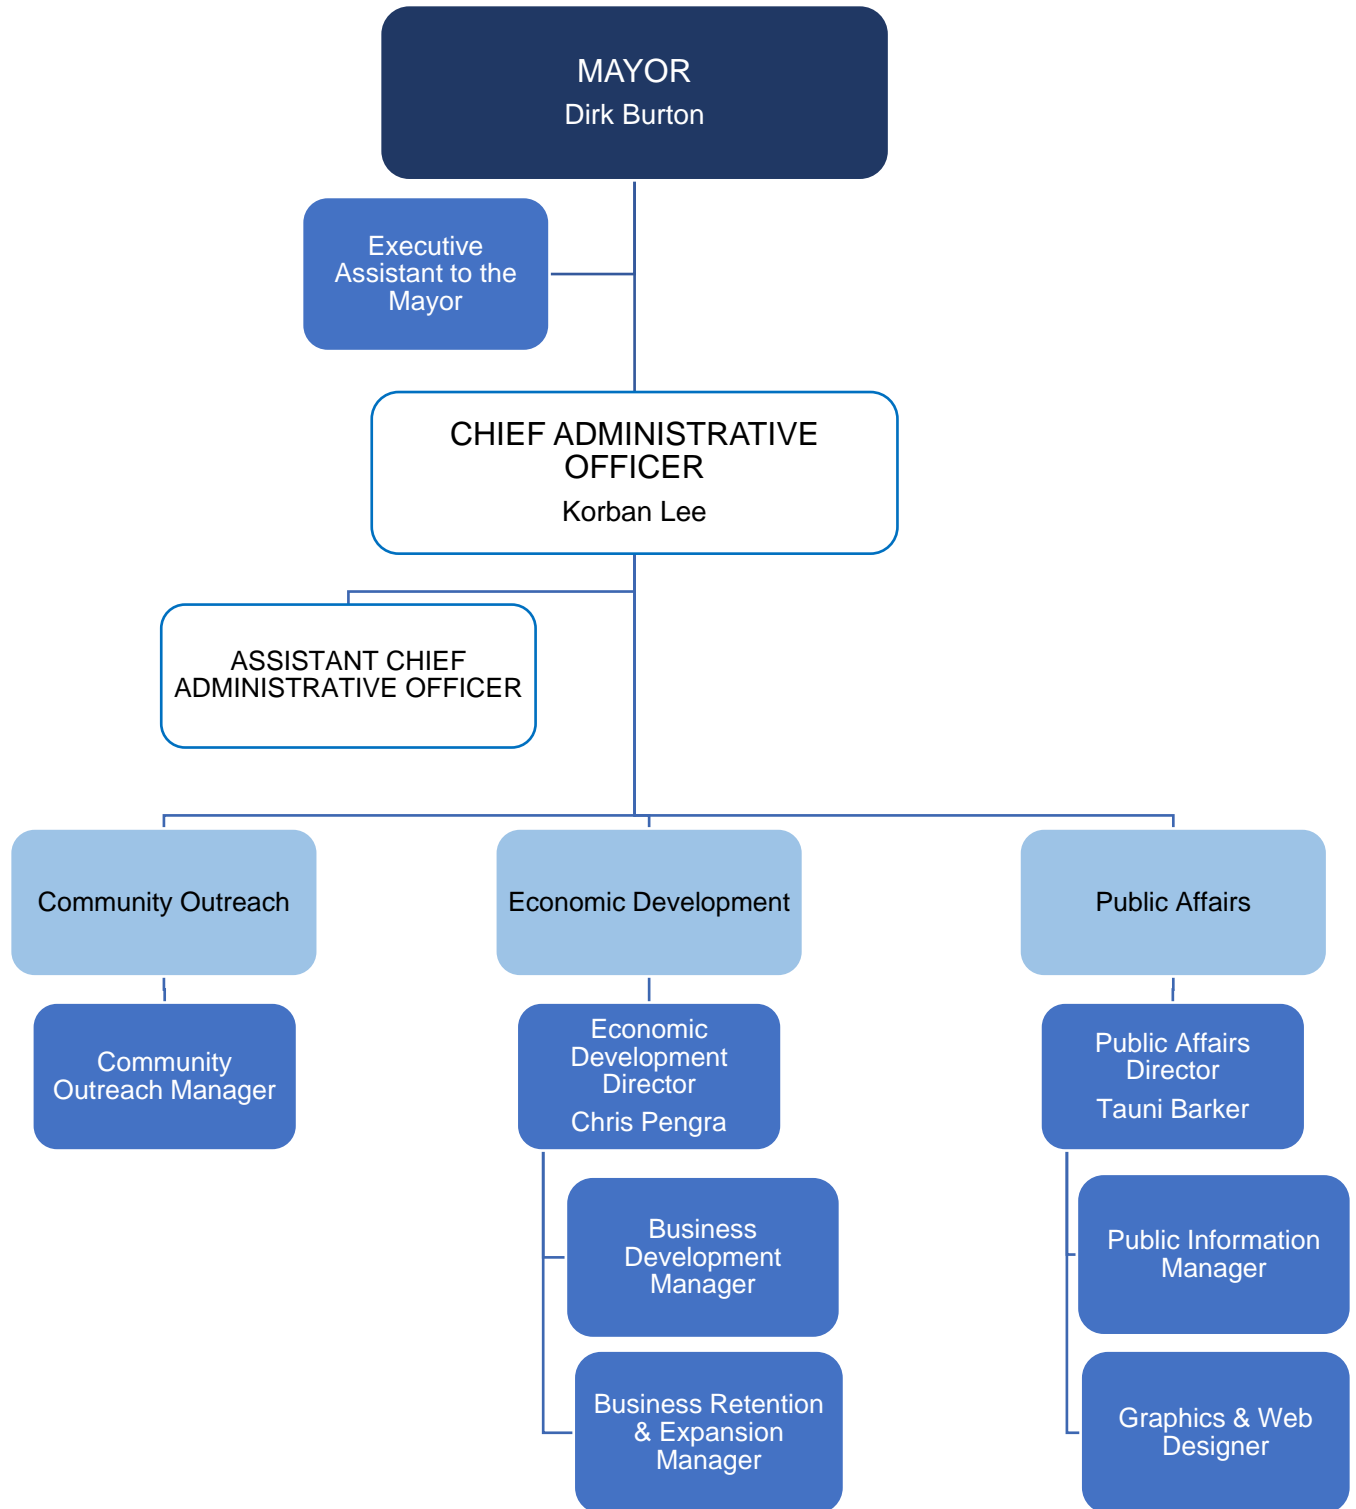 MAYOR
Dirk Burton
Executive
Assistant to the
Mayor
CHIEF ADMINISTRATIVE
OFFICER
Korban Lee
ASSISTANT CHIEF
ADMINISTRATIVE OFFICER
Community Outreach
Economic Development
Public Affairs
Community
Outreach Manager
Economic
Development
Director
Chris Pengra
Public Affairs
Director
Tauni Barker
Business
Development
Manager
Public Information
Manager
Business Retention
& Expansion
Manager
Graphics & Web
Designer